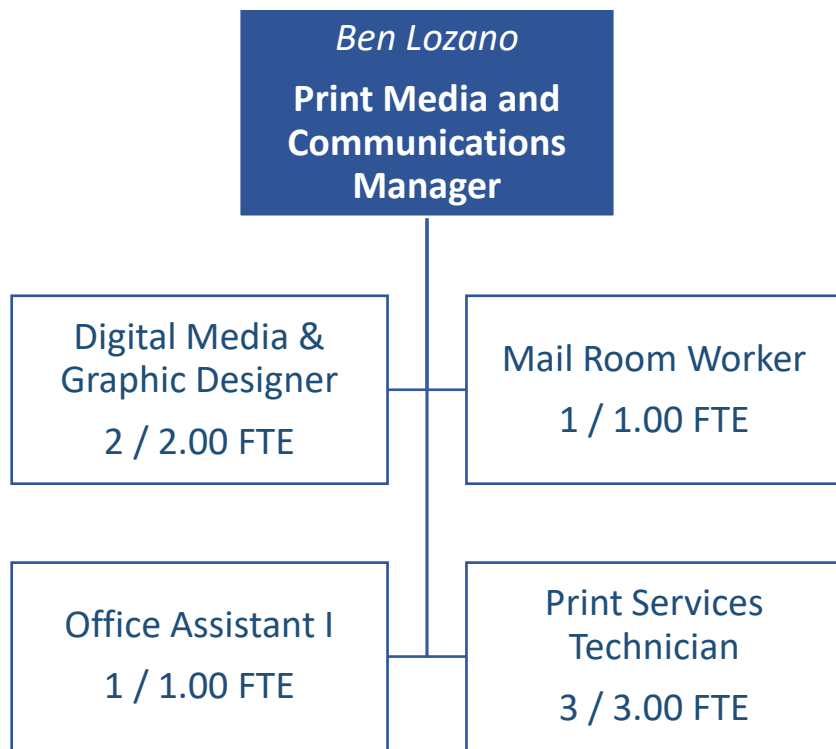 Ben Lozano
Print Media and
Communications
Manager
Digital Media &
Graphic Designer
2 / 2.00 FTE
Mail Room Worker
1 / 1.00 FTE
Office Assistant I
1 / 1.00 FTE
Print Services
Technician
3 / 3.00 FTE